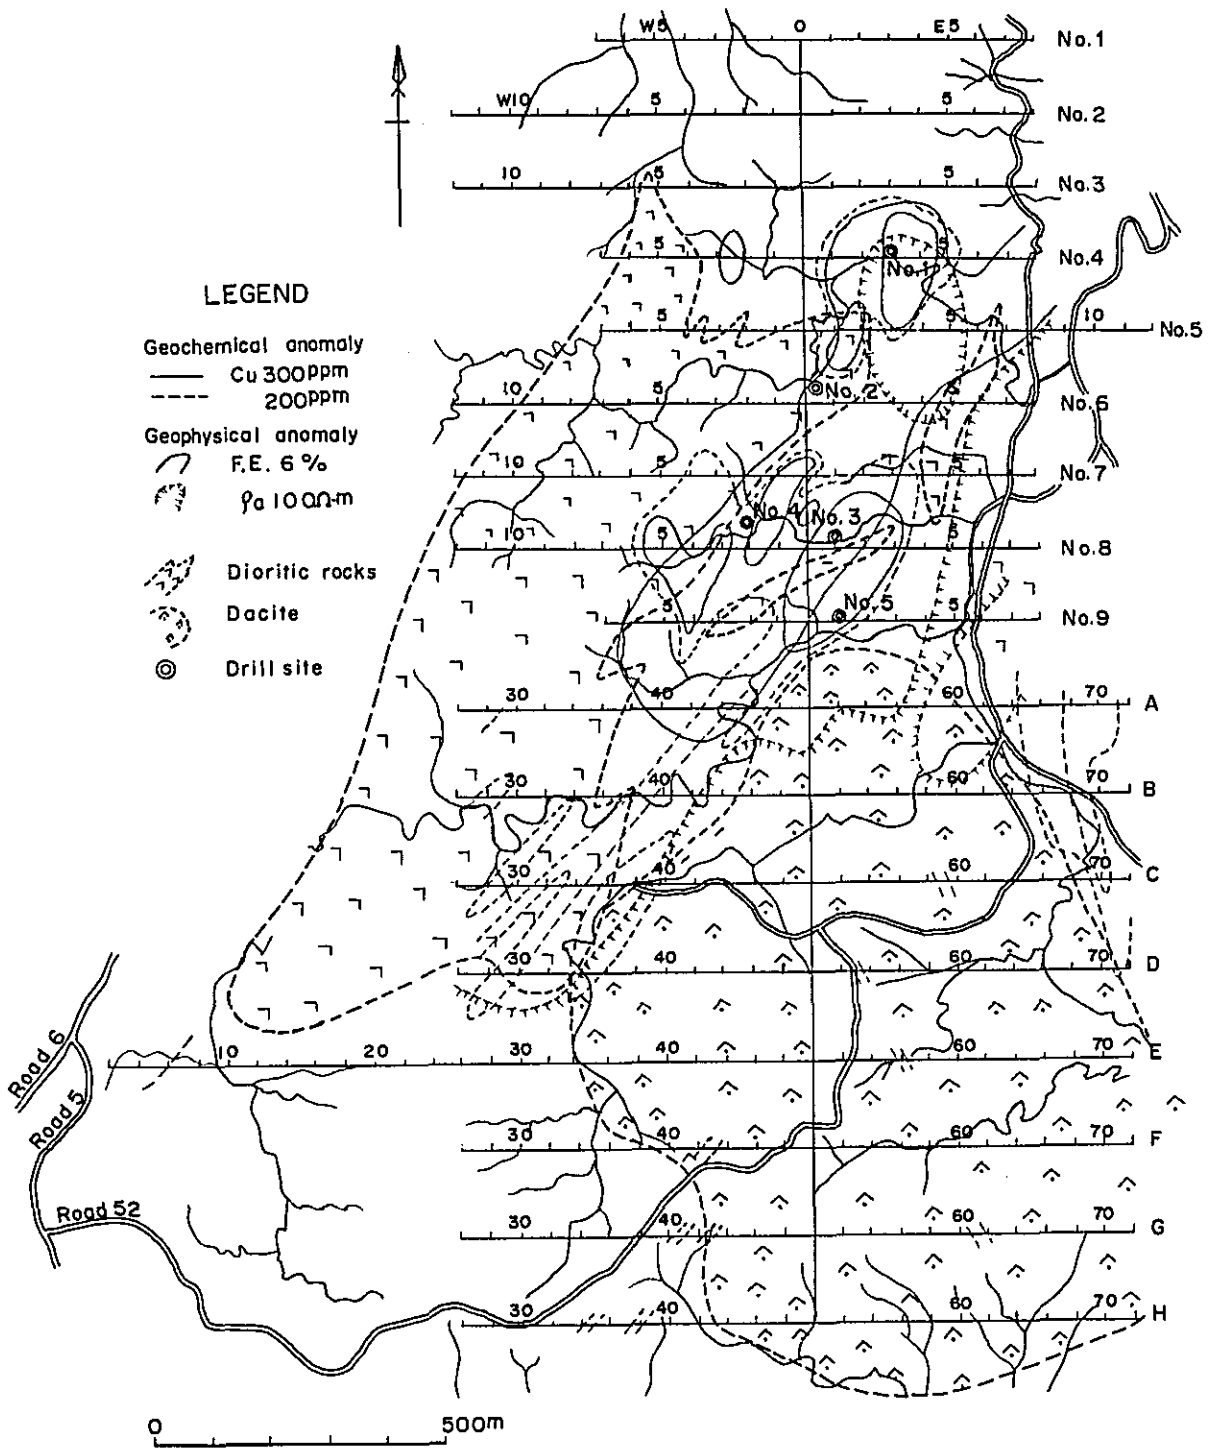 W5 0 E5 No.1
W10 5 5 No.2
10 5 5 No.3
5 5 No.4
No.1
5 5 10 No.5
No.2
10 5 5 No.6
10 5 5 No.7
No.4 No.3
10 5 5 No.8
No.5
5 5 No.9
30 40 60 70 A
30 40 60 70 B
30 40 60 70 C
30 40 60 70 D
10 20 30 40 60 70 E
30 40 60 70 F
30 40 60 70 G
30 40 60 70 H
LEGEND
Geochemical anomaly
Cu 300ppm
200ppm
Geophysical anomaly
F.E. 6 %
ρa 100Ω-m
Dioritic rocks
Dacite
Drill site
Road 6
Road 5
Road 52
0 500m